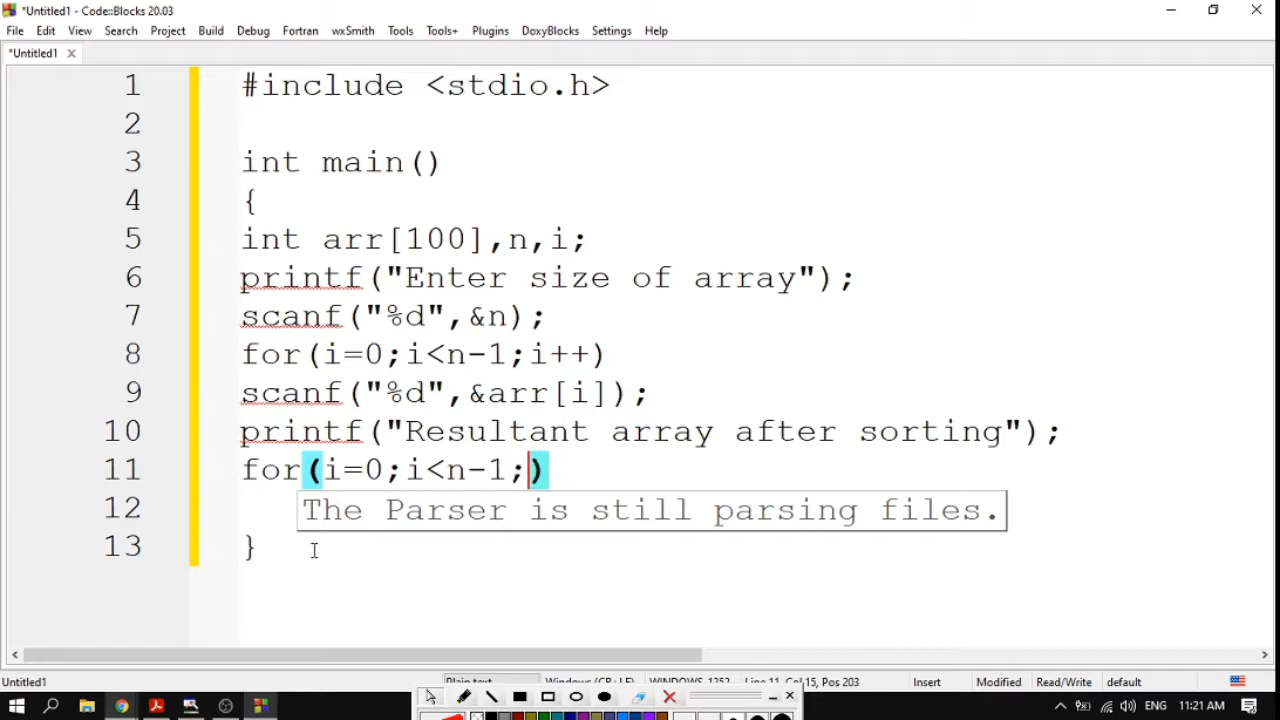 *Untitled1 - Code::Blocks 20.03
File Edit View Search Project Build Debug Fortran wxSmith Tools Tools+ Plugins DoxyBlocks Settings Help
*Untitled1
1 #include <stdio.h>
2
3 int main()
4 {
5 int arr[100],n,i;
6 printf("Enter size of array");
7 scanf("%d",&n);
8 for(i=0;i<n-1;i++)
9 scanf("%d",&arr[i]);
10 printf("Resultant array after sorting");
11 for(i=0;i<n-1;)
12 The Parser is still parsing files.
13 }
Untitled1 Plain text Windows (CR+LF) WINDOWS-1252 Line 11, Col 15, Pos 203 Insert Modified Read/Write default
ENG 11:21 AM